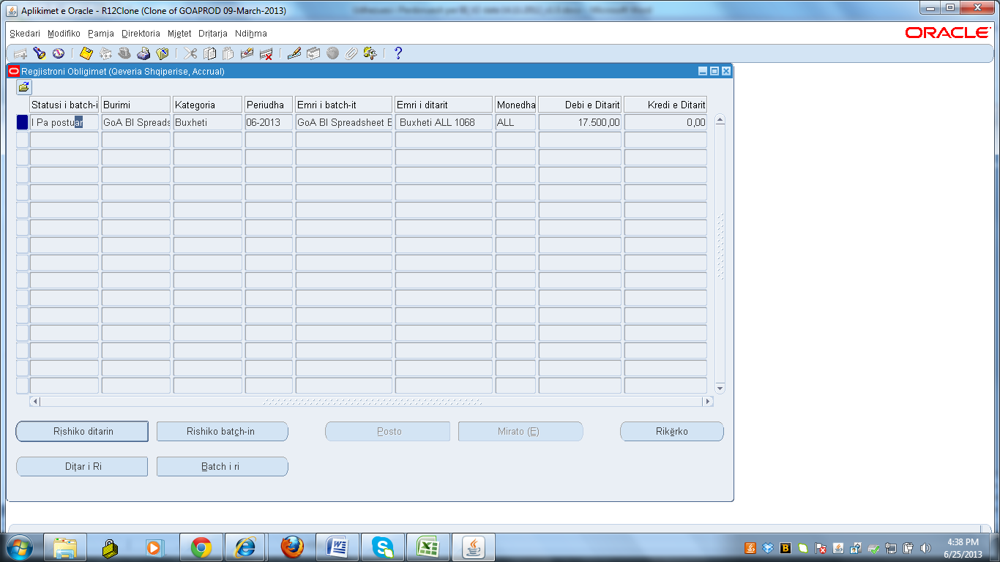 Aplikimet e Oracle - R12Clone (Clone of GOAPROD 09-March-2013)
Skedari Modifiko Pamja Direktoria Mjetet Dritarja Ndihma
ORACLE
Regjistroni Obligimet (Qeveria Shqiperise, Accrual)
Statusi i batch-i Burimi Kategoria Periudha Emri i batch-it Emri i ditarit Monedha Debi e Ditarit Kredi e Ditarit
I Pa postuar GoA BI Spreads Buxheti 06-2013 GoA BI Spreadsheet E Buxheti ALL 1068 ALL 17.500,00 0,00
Rishiko ditarin Rishiko batch-in Posto Mirato (E) Rikërko
Ditar i Ri Batch i ri
4:38 PM
6/25/2013